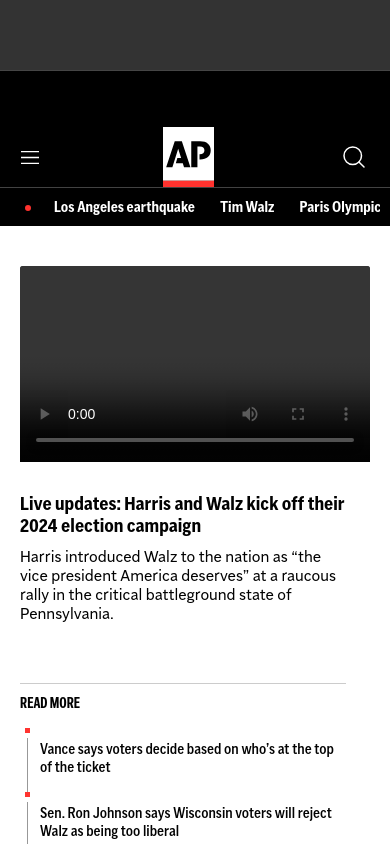 AP
Los Angeles earthquake Tim Walz Paris Olympic
0:00
Live updates: Harris and Walz kick off their
2024 election campaign
Harris introduced Walz to the nation as “the
vice president America deserves” at a raucous
rally in the critical battleground state of
Pennsylvania.
READ MORE
Vance says voters decide based on who’s at the top
of the ticket
Sen. Ron Johnson says Wisconsin voters will reject
Walz as being too liberal